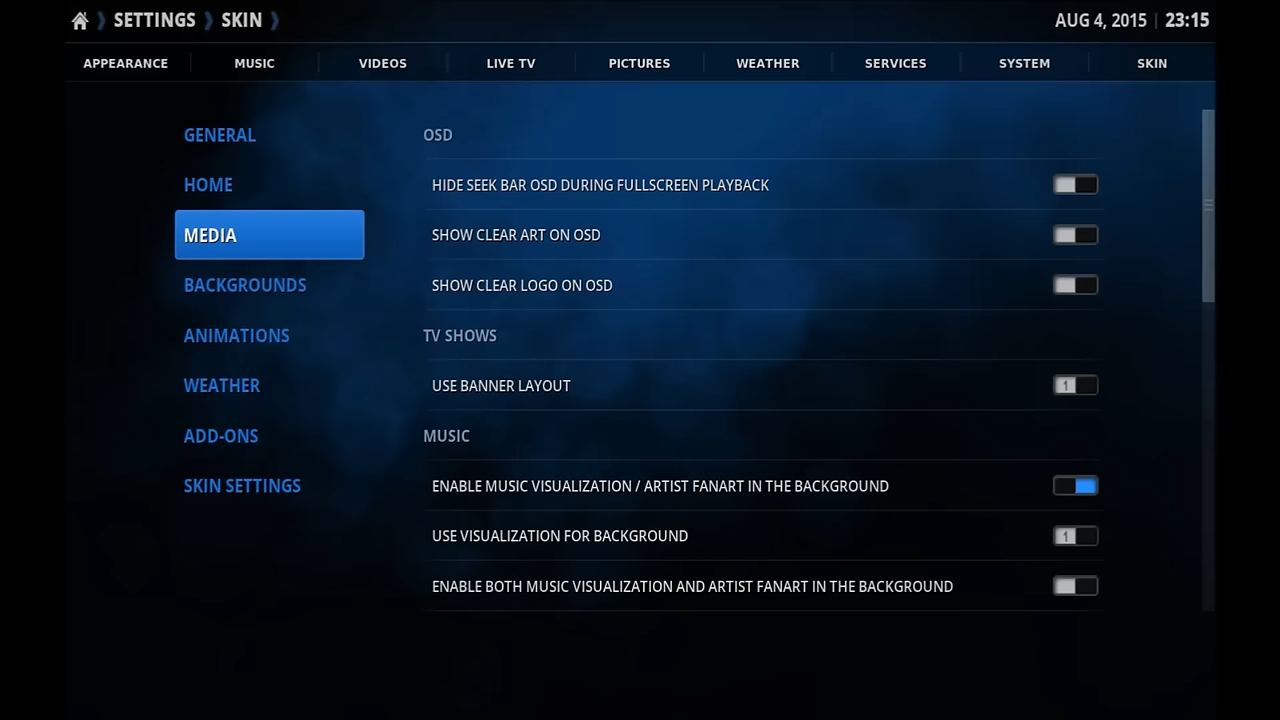 SETTINGS SKIN
AUG 4, 2015 | 23:15
APPEARANCE MUSIC VIDEOS LIVE TV PICTURES WEATHER SERVICES SYSTEM SKIN
GENERAL
HOME
MEDIA
BACKGROUNDS
ANIMATIONS
WEATHER
ADD-ONS
SKIN SETTINGS
OSD
HIDE SEEK BAR OSD DURING FULLSCREEN PLAYBACK
SHOW CLEAR ART ON OSD
SHOW CLEAR LOGO ON OSD
TV SHOWS
USE BANNER LAYOUT 1
MUSIC
ENABLE MUSIC VISUALIZATION / ARTIST FANART IN THE BACKGROUND
USE VISUALIZATION FOR BACKGROUND 1
ENABLE BOTH MUSIC VISUALIZATION AND ARTIST FANART IN THE BACKGROUND